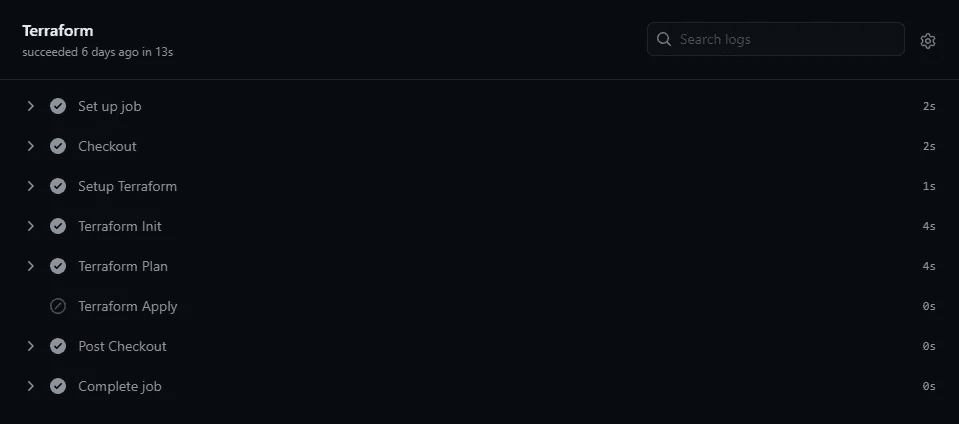 Terraform
succeeded 6 days ago in 13s
Search logs
Set up job 2s
Checkout 2s
Setup Terraform 1s
Terraform Init 4s
Terraform Plan 4s
Terraform Apply 0s
Post Checkout 0s
Complete job 0s